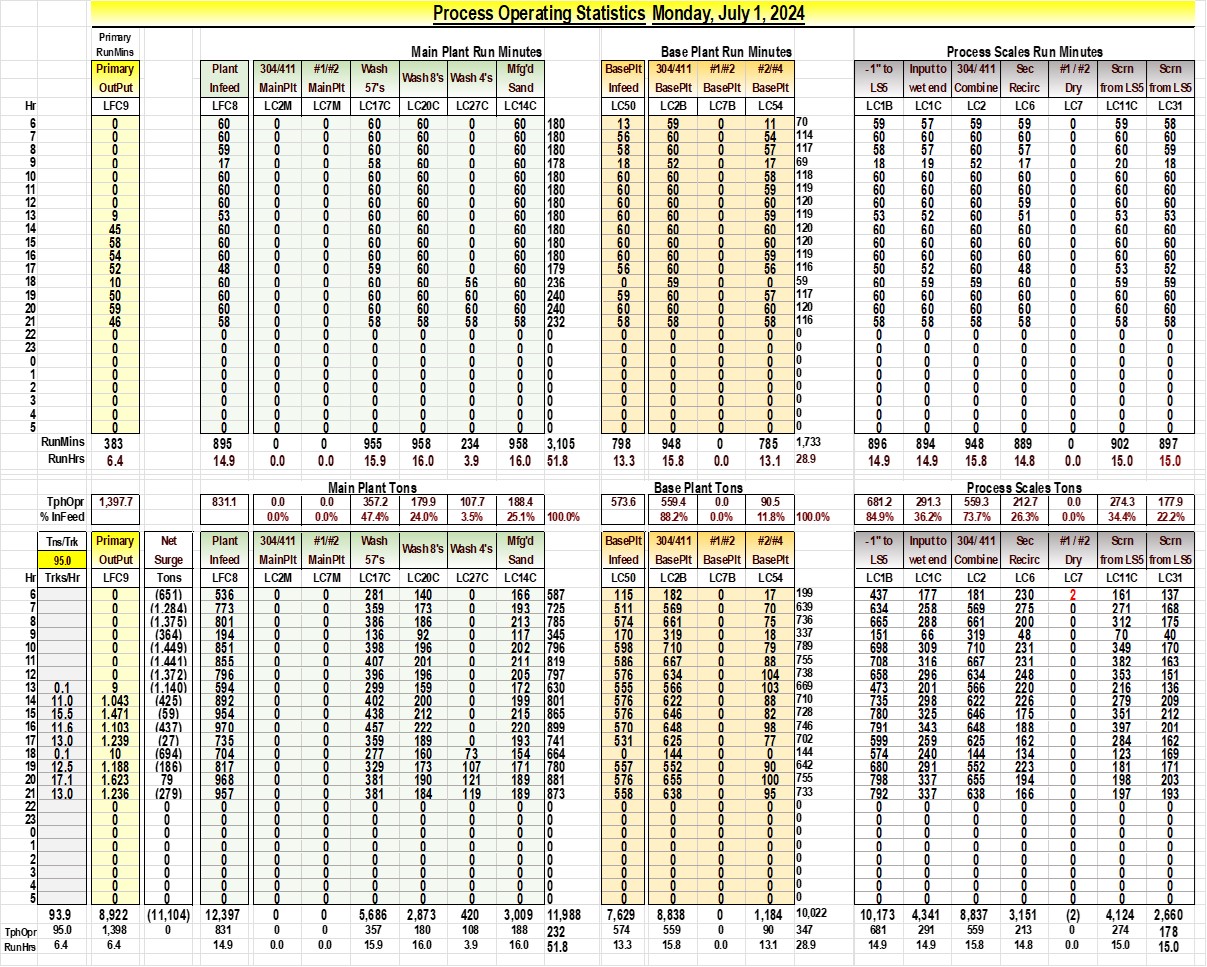 Process Operating Statistics Monday, July 1, 2024
Primary
RunMins Main Plant Run Minutes Base Plant Run Minutes Process Scales Run Minutes
Primary Plant 304/411 #1/#2 Wash Wash 8's Wash 4's Mfg'd BasePlt 304/411 #1/#2 #2/#4 -1" to Input to 304/411 Sec #1/#2 Scrn Scrn
OutPut Infeed MainPlt MainPlt 57's Sand Infeed BasePlt BasePlt BasePlt LS5 wet end Combine Recirc Dry from LS5 from LS5
Hr LFC9 LFC8 LC2M LC7M LC17C LC20C LC27C LC14C LC50 LC2B LC7B LC54 LC1B LC1C LC2 LC6 LC7 LC11C LC31
6 0 60 0 0 60 60 0 60 180 13 59 0 11 70 59 57 59 59 0 59 58
7 0 60 0 0 60 60 0 60 180 56 60 0 54 114 60 60 60 60 0 60 60
8 0 59 0 0 60 60 0 60 180 58 60 0 57 117 58 57 60 57 0 60 59
9 0 17 0 0 58 60 0 60 178 18 52 0 17 69 18 19 52 17 0 20 18
10 0 60 0 0 60 60 0 60 180 60 60 0 58 118 60 60 60 60 0 60 60
11 0 60 0 0 60 60 0 60 180 60 60 0 59 119 60 60 60 60 0 60 60
12 0 60 0 0 60 60 0 60 180 60 60 0 60 120 60 60 60 59 0 60 60
13 9 53 0 0 60 60 0 60 180 60 60 0 59 119 53 52 60 51 0 53 53
14 45 60 0 0 60 60 0 60 180 60 60 0 60 120 60 60 60 60 0 60 60
15 58 60 0 0 60 60 0 60 180 60 60 0 60 120 60 60 60 60 0 60 60
16 54 60 0 0 60 60 0 60 180 60 60 0 59 119 60 60 60 60 0 60 60
17 52 48 0 0 59 60 0 60 179 56 60 0 56 116 50 52 60 48 0 53 52
18 10 60 0 0 60 60 56 60 236 0 59 0 0 59 60 59 59 60 0 59 59
19 50 60 0 0 60 60 60 60 240 59 60 0 57 117 60 60 60 60 0 60 60
20 59 60 0 0 60 60 60 60 240 60 60 0 60 120 60 60 60 60 0 60 60
21 46 58 0 0 58 58 58 58 232 58 58 0 58 116 58 58 58 58 0 58 58
22 0 0 0 0 0 0 0 0 0 0 0 0 0 0 0 0 0 0 0 0 0
23 0 0 0 0 0 0 0 0 0 0 0 0 0 0 0 0 0 0 0 0 0
0 0 0 0 0 0 0 0 0 0 0 0 0 0 0 0 0 0 0 0 0 0
1 0 0 0 0 0 0 0 0 0 0 0 0 0 0 0 0 0 0 0 0 0
2 0 0 0 0 0 0 0 0 0 0 0 0 0 0 0 0 0 0 0 0 0
3 0 0 0 0 0 0 0 0 0 0 0 0 0 0 0 0 0 0 0 0 0
4 0 0 0 0 0 0 0 0 0 0 0 0 0 0 0 0 0 0 0 0 0
5 0 0 0 0 0 0 0 0 0 0 0 0 0 0 0 0 0 0 0 0 0
RunMins 383 895 0 0 955 958 234 958 3,105 798 948 0 785 1,733 896 894 948 889 0 902 897
RunHrs 6.4 14.9 0.0 0.0 15.9 16.0 3.9 16.0 51.8 13.3 15.8 0.0 13.1 28.9 14.9 14.9 15.8 14.8 0.0 15.0 15.0
Main Plant Tons Base Plant Tons Process Scales Tons
TphOpr 1,397.7 831.1 0.0 0.0 357.2 179.9 107.7 188.4 573.6 559.4 0.0 90.5 681.2 291.3 559.3 212.7 0.0 274.3 177.9
% InFeed 0.0% 0.0% 47.4% 24.0% 3.5% 25.1% 100.0% 88.2% 0.0% 11.8% 100.0% 84.9% 36.2% 73.7% 26.3% 0.0% 34.4% 22.2%
Tns/Trk Primary Net Plant 304/411 #1/#2 Wash Wash 8's Wash 4's Mfg'd BasePlt 304/411 #1/#2 #2/#4 -1" to Input to 304/411 Sec #1/#2 Scrn Scrn
95.0 OutPut Surge Infeed MainPlt MainPlt 57's Sand Infeed BasePlt BasePlt BasePlt LS5 wet end Combine Recirc Dry from LS5 from LS5
Hr Trks/Hr LFC9 Tons LFC8 LC2M LC7M LC17C LC20C LC27C LC14C LC50 LC2B LC7B LC54 LC1B LC1C LC2 LC6 LC7 LC11C LC31
6 0 (651) 536 0 0 281 140 0 166 587 115 182 0 17 199 437 177 181 230 2 161 137
7 0 (1.284) 773 0 0 359 173 0 193 725 511 569 0 70 639 634 258 569 275 0 271 168
8 0 (1.375) 801 0 0 386 186 0 213 785 574 661 0 75 736 665 288 661 200 0 312 175
9 0 (364) 194 0 0 136 92 0 117 345 170 319 0 18 337 151 66 319 48 0 70 40
10 0 (1.449) 851 0 0 398 196 0 202 796 698 710 0 79 789 698 309 710 231 0 349 170
11 0 (1.441) 855 0 0 407 201 0 211 819 586 667 0 88 755 708 316 667 231 0 382 163
12 0 (1.372) 796 0 0 396 196 0 205 797 576 634 0 104 738 658 296 634 248 0 353 151
13 0.1 9 (1.140) 594 0 0 299 159 0 172 630 555 566 0 103 669 473 201 566 220 0 216 136
14 11.0 1.043 (425) 892 0 0 402 200 0 199 801 576 622 0 88 710 735 298 622 226 0 279 209
15 15.5 1.471 (59) 954 0 0 438 212 0 215 865 576 646 0 82 728 780 325 646 175 0 351 212
16 11.6 1.103 (437) 970 0 0 457 222 0 220 899 570 648 0 98 746 791 343 648 188 0 397 201
17 13.0 1.239 (27) 735 0 0 359 189 0 193 741 531 625 0 77 702 599 259 625 162 0 284 162
18 0.1 10 (694) 704 0 0 277 160 73 154 664 0 144 0 0 144 574 240 144 134 0 123 169
19 12.5 1.188 (186) 817 0 0 329 173 107 171 780 557 552 0 90 642 680 291 552 223 0 181 171
20 17.1 1.623 79 968 0 0 381 190 121 189 881 576 655 0 100 755 798 337 655 194 0 198 203
21 13.0 1.236 (279) 957 0 0 381 184 119 189 873 558 638 0 95 733 792 337 638 166 0 197 193
22 0 0 0 0 0 0 0 0 0 0 0 0 0 0 0 0 0 0 0 0 0 0
23 0 0 0 0 0 0 0 0 0 0 0 0 0 0 0 0 0 0 0 0 0 0
0 0 0 0 0 0 0 0 0 0 0 0 0 0 0 0 0 0 0 0 0 0 0
1 0 0 0 0 0 0 0 0 0 0 0 0 0 0 0 0 0 0 0 0 0 0
2 0 0 0 0 0 0 0 0 0 0 0 0 0 0 0 0 0 0 0 0 0 0
3 0 0 0 0 0 0 0 0 0 0 0 0 0 0 0 0 0 0 0 0 0 0
4 0 0 0 0 0 0 0 0 0 0 0 0 0 0 0 0 0 0 0 0 0 0
5 0 0 0 0 0 0 0 0 0 0 0 0 0 0 0 0 0 0 0 0 0 0
93.9 8,922 (11,104) 12,397 0 0 5,686 2,873 420 3,009 11,988 7,629 8,838 0 1,184 10,022 10,173 4,341 8,837 3,151 (2) 4,124 2,660
TphOpr 95.0 1,398 0 831 0 0 357 180 108 188 232 574 559 0 90 347 681 291 559 213 0 274 178
RunHrs 6.4 6.4 14.9 0.0 0.0 15.9 16.0 3.9 16.0 51.8 13.3 15.8 0.0 13.1 28.9 14.9 14.9 15.8 14.8 0.0 15.0 15.0